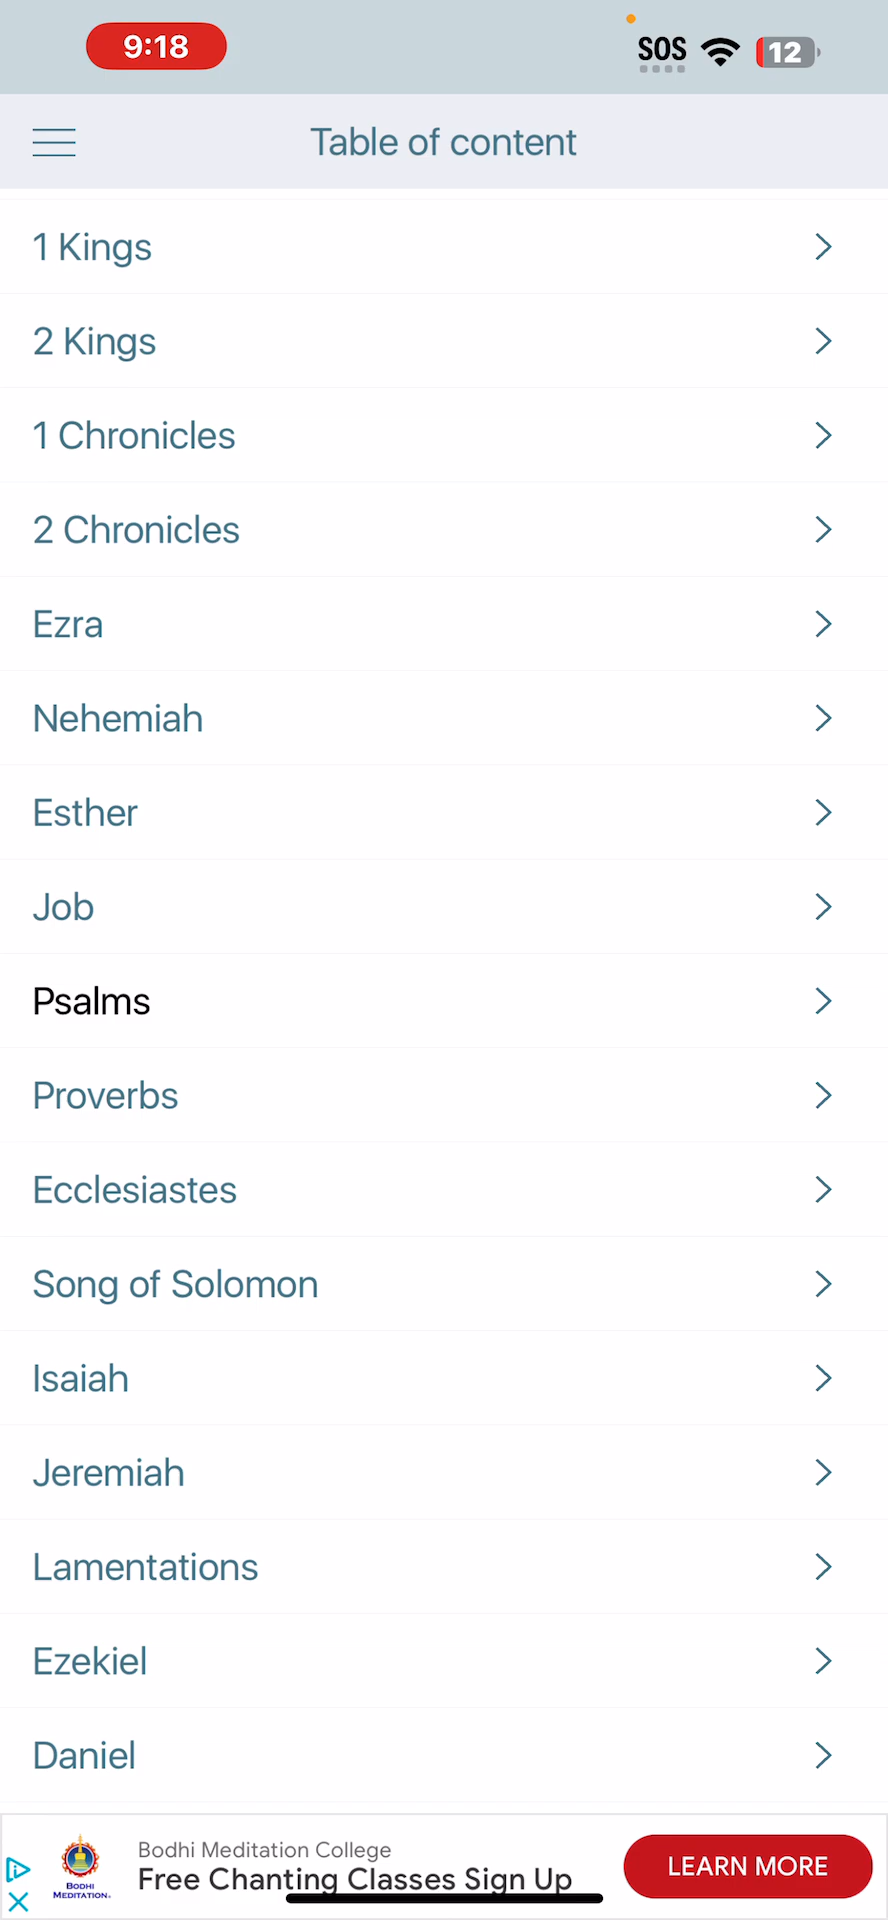 9:18
SOS
12
Table of content
1 Kings
2 Kings
1 Chronicles
2 Chronicles
Ezra
Nehemiah
Esther
Job
Psalms
Proverbs
Ecclesiastes
Song of Solomon
Isaiah
Jeremiah
Lamentations
Ezekiel
Daniel
Bodhi Meditation College
Free Chanting Classes Sign Up
LEARN MORE
BODHI
MEDITATION